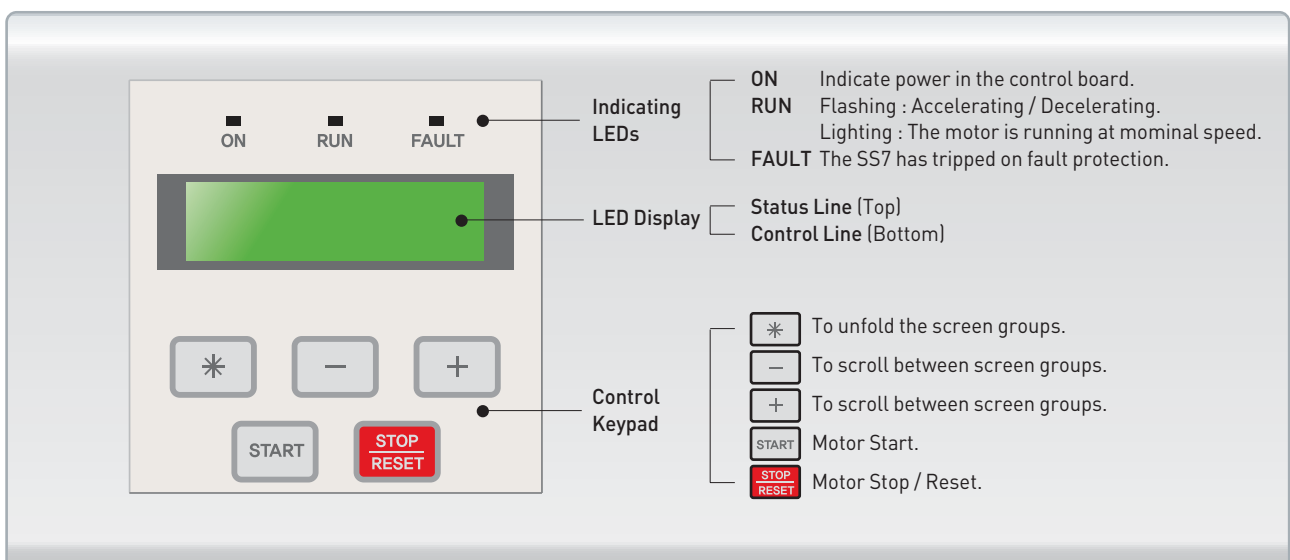 ON RUN FAULT
Indicating
LEDs
ON Indicate power in the control board.
RUN Flashing : Accelerating / Decelerating.
Lighting : The motor is running at mominal speed.
FAULT The SS7 has tripped on fault protection.
LED Display
Status Line (Top)
Control Line (Bottom)
* - +
START STOP
RESET
Control
Keypad
* To unfold the screen groups.
- To scroll between screen groups.
+ To scroll between screen groups.
START Motor Start.
STOP
RESET Motor Stop / Reset.